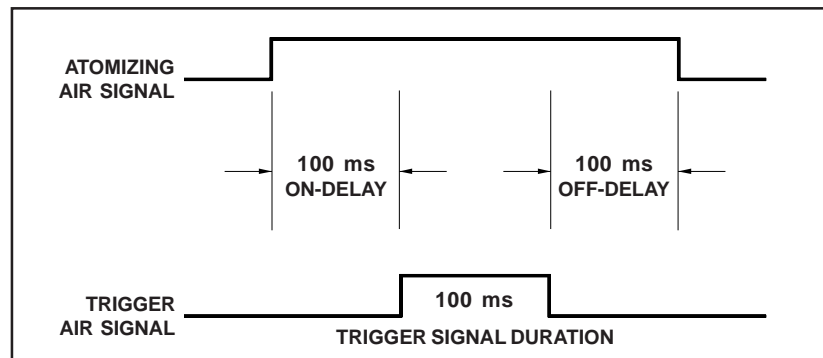 ATOMIZING
AIR SIGNAL
100 ms
ON-DELAY
100 ms
OFF-DELAY
TRIGGER
AIR SIGNAL
100 ms
TRIGGER SIGNAL DURATION